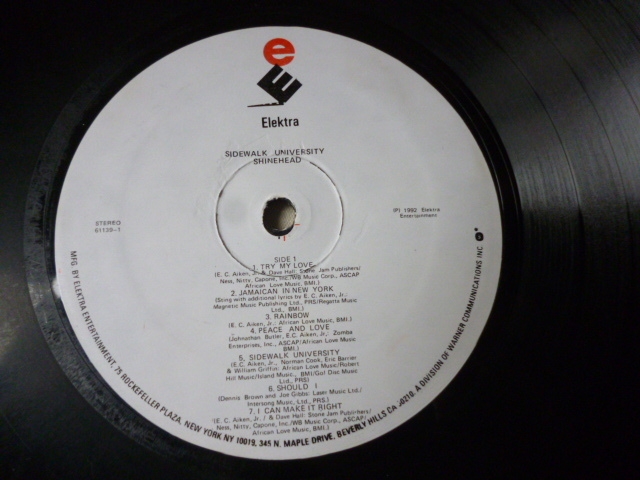 e
E
Elektra
SIDEWALK UNIVERSITY
SHINEHEAD
STEREO
61139-1
(P) 1992 Elektra
Entertainment
SIDE 1
1. TRY MY LOVE
(E. C. Aiken, Jr. & Dave Hall: Stone Jam Publishers/
New, Nitty, Capone, Inc./WB Music Corp., ASCAP/
African Love Music, BMI.)
2. JAMAICAN IN NEW YORK
(Sting with additional lyrics by E. C. Aiken, Jr.:
Magnetic Music Publishing Ltd., PRS/Regatta Music
Ltd., BMI.)
3. RAINBOW
(E. C. Aiken, Jr.: African Love Music, BMI.)
4. PEACE AND LOVE
(Johnathan Butler, E.C. Aiken, Jr.: Zomba
Enterprises, Inc., ASCAP/African Love Music,
BMI.)
5. SIDEWALK UNIVERSITY
(E.C. Aiken, Jr., Norman Cook, Eric Barrier
& William Griffin: African Love Music/Robert
Hill Music/Island Music, BMI/Go! Disc Music
Ltd., PRS)
6. SHOULD I
(Dennis Brown and Joe Gibbs: Laser Music Ltd./
Intersong Music Ltd., PRS.)
7. I CAN MAKE IT RIGHT
(E. C. Aiken, Jr. / & Dave Hall: Stone Jam Publishers/
New, Nitty, Capone, Inc./WB Music Corp., ASCAP/
African Love Music, BMI.)
MFG. BY ELEKTRA ENTERTAINMENT, 75 ROCKEFELLER PLAZA, NEW YORK NY 10019, 345 N. MAPLE DRIVE, BEVERLY HILLS CA 90210. A DIVISION OF WARNER COMMUNICATIONS INC